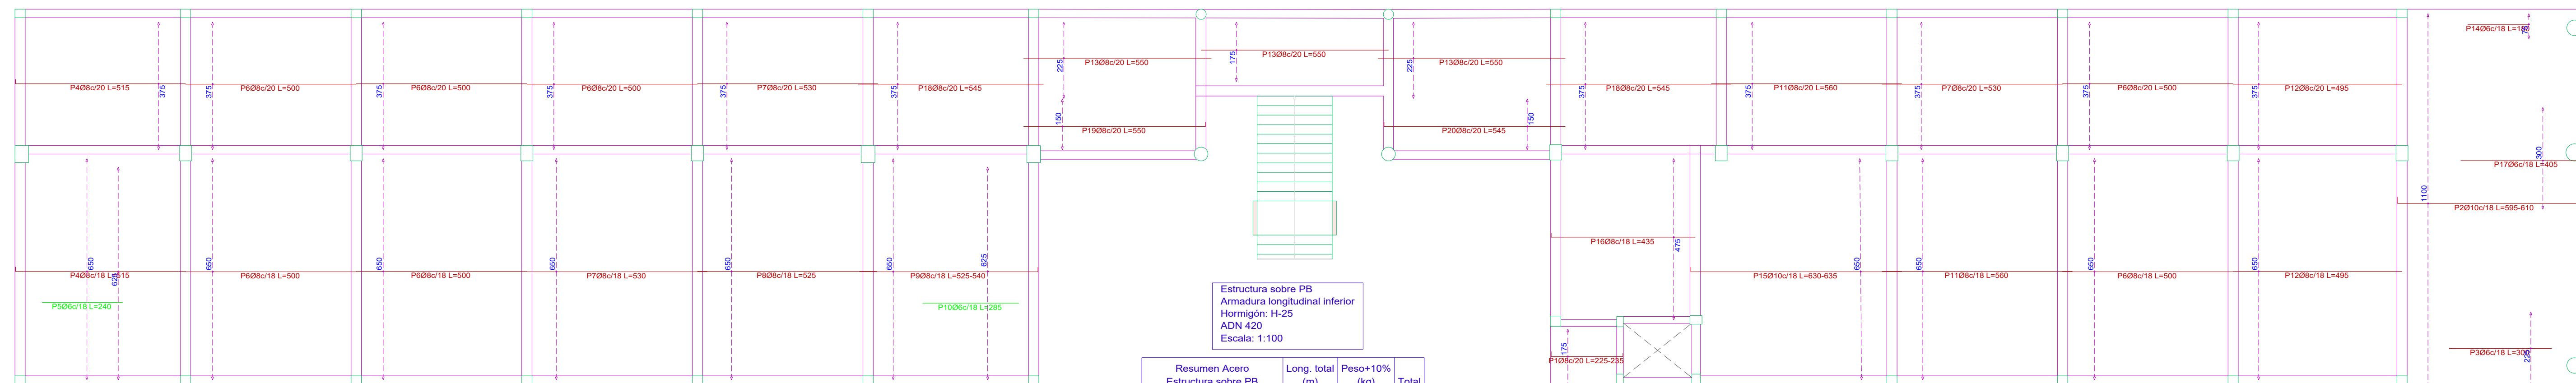 P13Ø8c/20 L=550
P14Ø6c/18 L=185
75
P4Ø8c/20 L=515
375
375
P6Ø8c/20 L=500
375
P6Ø8c/20 L=500
375
P6Ø8c/20 L=500
375
P7Ø8c/20 L=530
375
P18Ø8c/20 L=545
225
P13Ø8c/20 L=550
175
225
P13Ø8c/20 L=550
375
P18Ø8c/20 L=545
375
P11Ø8c/20 L=560
375
P7Ø8c/20 L=530
375
P6Ø8c/20 L=500
375
P12Ø8c/20 L=495
150
P19Ø8c/20 L=550
P20Ø8c/20 L=545
150
300
P17Ø6c/18 L=405
1100
P2Ø10c/18 L=595-610
P16Ø8c/18 L=435
475
P4Ø8c/18 L=515
650
625
650
P6Ø8c/18 L=500
650
P6Ø8c/18 L=500
650
P7Ø8c/18 L=530
650
P8Ø8c/18 L=525
650
P9Ø8c/18 L=525-540
625
P15Ø10c/18 L=630-635
650
650
P11Ø8c/18 L=560
650
P6Ø8c/18 L=500
650
P12Ø8c/18 L=495
P5Ø6c/18 L=240
P10Ø6c/18 L=285
Estructura sobre PB
Armadura longitudinal inferior
Hormigón: H-25
ADN 420
Escala: 1:100
175
P1Ø8c/20 L=225-235
P3Ø6c/18 L=305
225
Resumen Acero
Estructura sobre PB
Long. total
(m)
Peso+10%
(kg)
Total